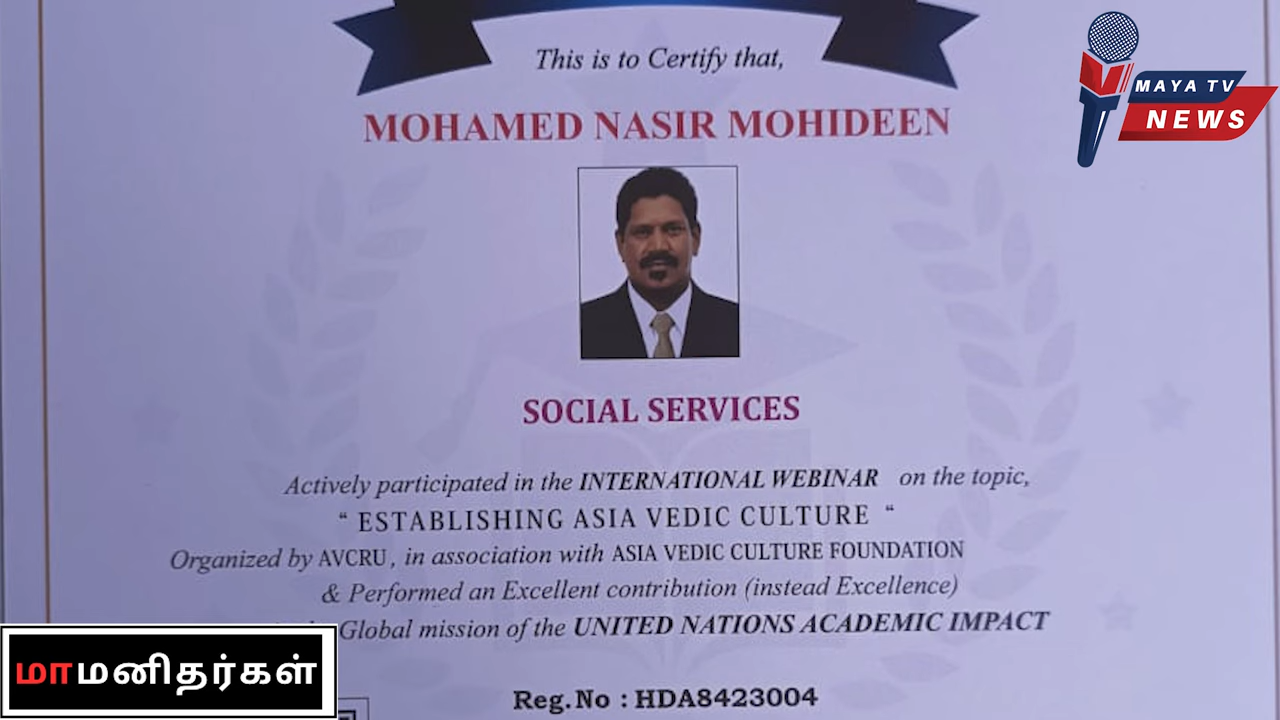 This is to Certify that,
MAYA TV
NEWS
MOHAMED NASIR MOHIDEEN
SOCIAL SERVICES
Actively participated in the INTERNATIONAL WEBINAR on the topic,
“ ESTABLISHING ASIA VEDIC CULTURE “
Organized by AVCRU, in association with ASIA VEDIC CULTURE FOUNDATION
& Performed an Excellent contribution (instead Excellence)
Global mission of the UNITED NATIONS ACADEMIC IMPACT
மாமனிதர்கள்
Reg.No : HDA8423004